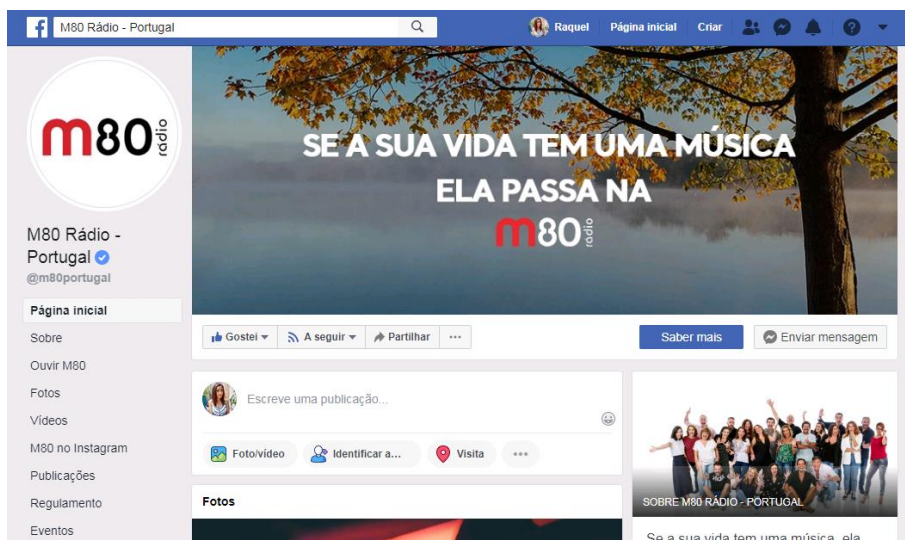 M80 Rádio - Portugal
Raquel
Página inicial
Criar
m80 rádio
SE A SUA VIDA TEM UMA MÚSICA
ELA PASSA NA
m80 rádio
M80 Rádio -
Portugal
@m80portugal
Página inicial
Sobre
Ouvir M80
Fotos
Vídeos
M80 no Instagram
Publicações
Regulamento
Eventos
Gostei
A seguir
Partilhar
Saber mais
Enviar mensagem
Escreve uma publicação...
Foto/vídeo
Identificar a...
Visita
Fotos
SOBRE M80 RÁDIO - PORTUGAL
Se a sua vida tem uma música, ela